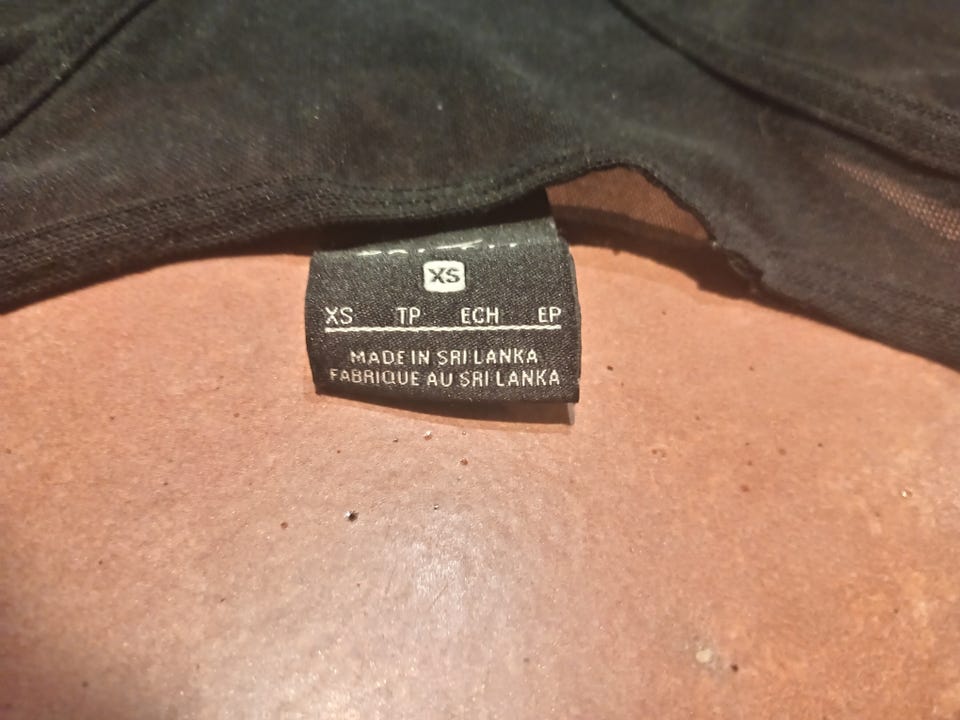 XS
XS TP ECH EP
MADE IN SRI LANKA
FABRIQUE AU SRI LANKA